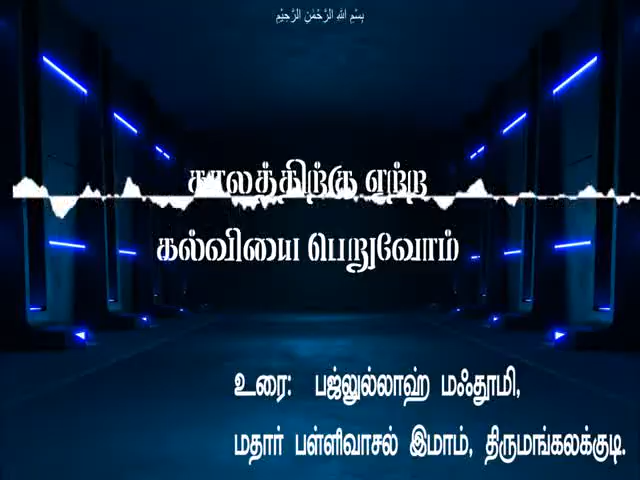 بِسْمِ اللهِ الرَّحْمٰنِ الرَّحِيْمِ
காலத்திற்கு ஏற்ற
கல்வியை பெறுவோம்
உரை: பஜ்லுல்லாஹ் மஃதூமி,
மதார் பள்ளிவாசல் இமாம், திருமங்கலக்குடி.